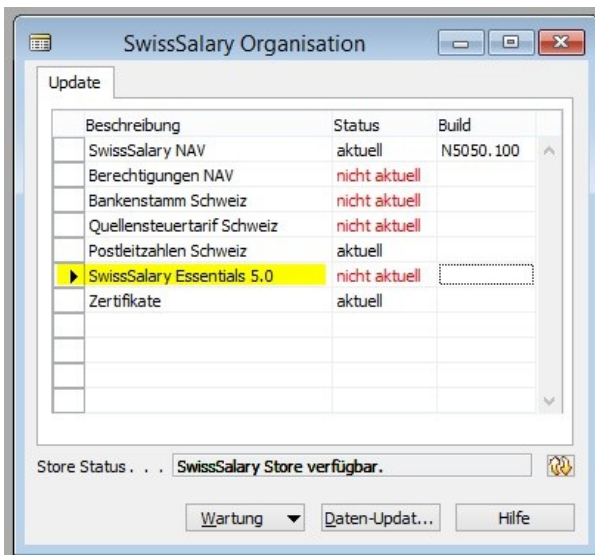 SwissSalary Organisation
Update
Beschreibung Status Build
SwissSalary NAV aktuell N5050.100
Berechtigungen NAV nicht aktuell
Bankenstamm Schweiz nicht aktuell
Quellensteuertarif Schweiz nicht aktuell
Postleitzahlen Schweiz aktuell
SwissSalary Essentials 5.0 nicht aktuell
Zertifikate aktuell
Store Status . . . SwissSalary Store verfügbar.
Wartung Daten-Updat... Hilfe